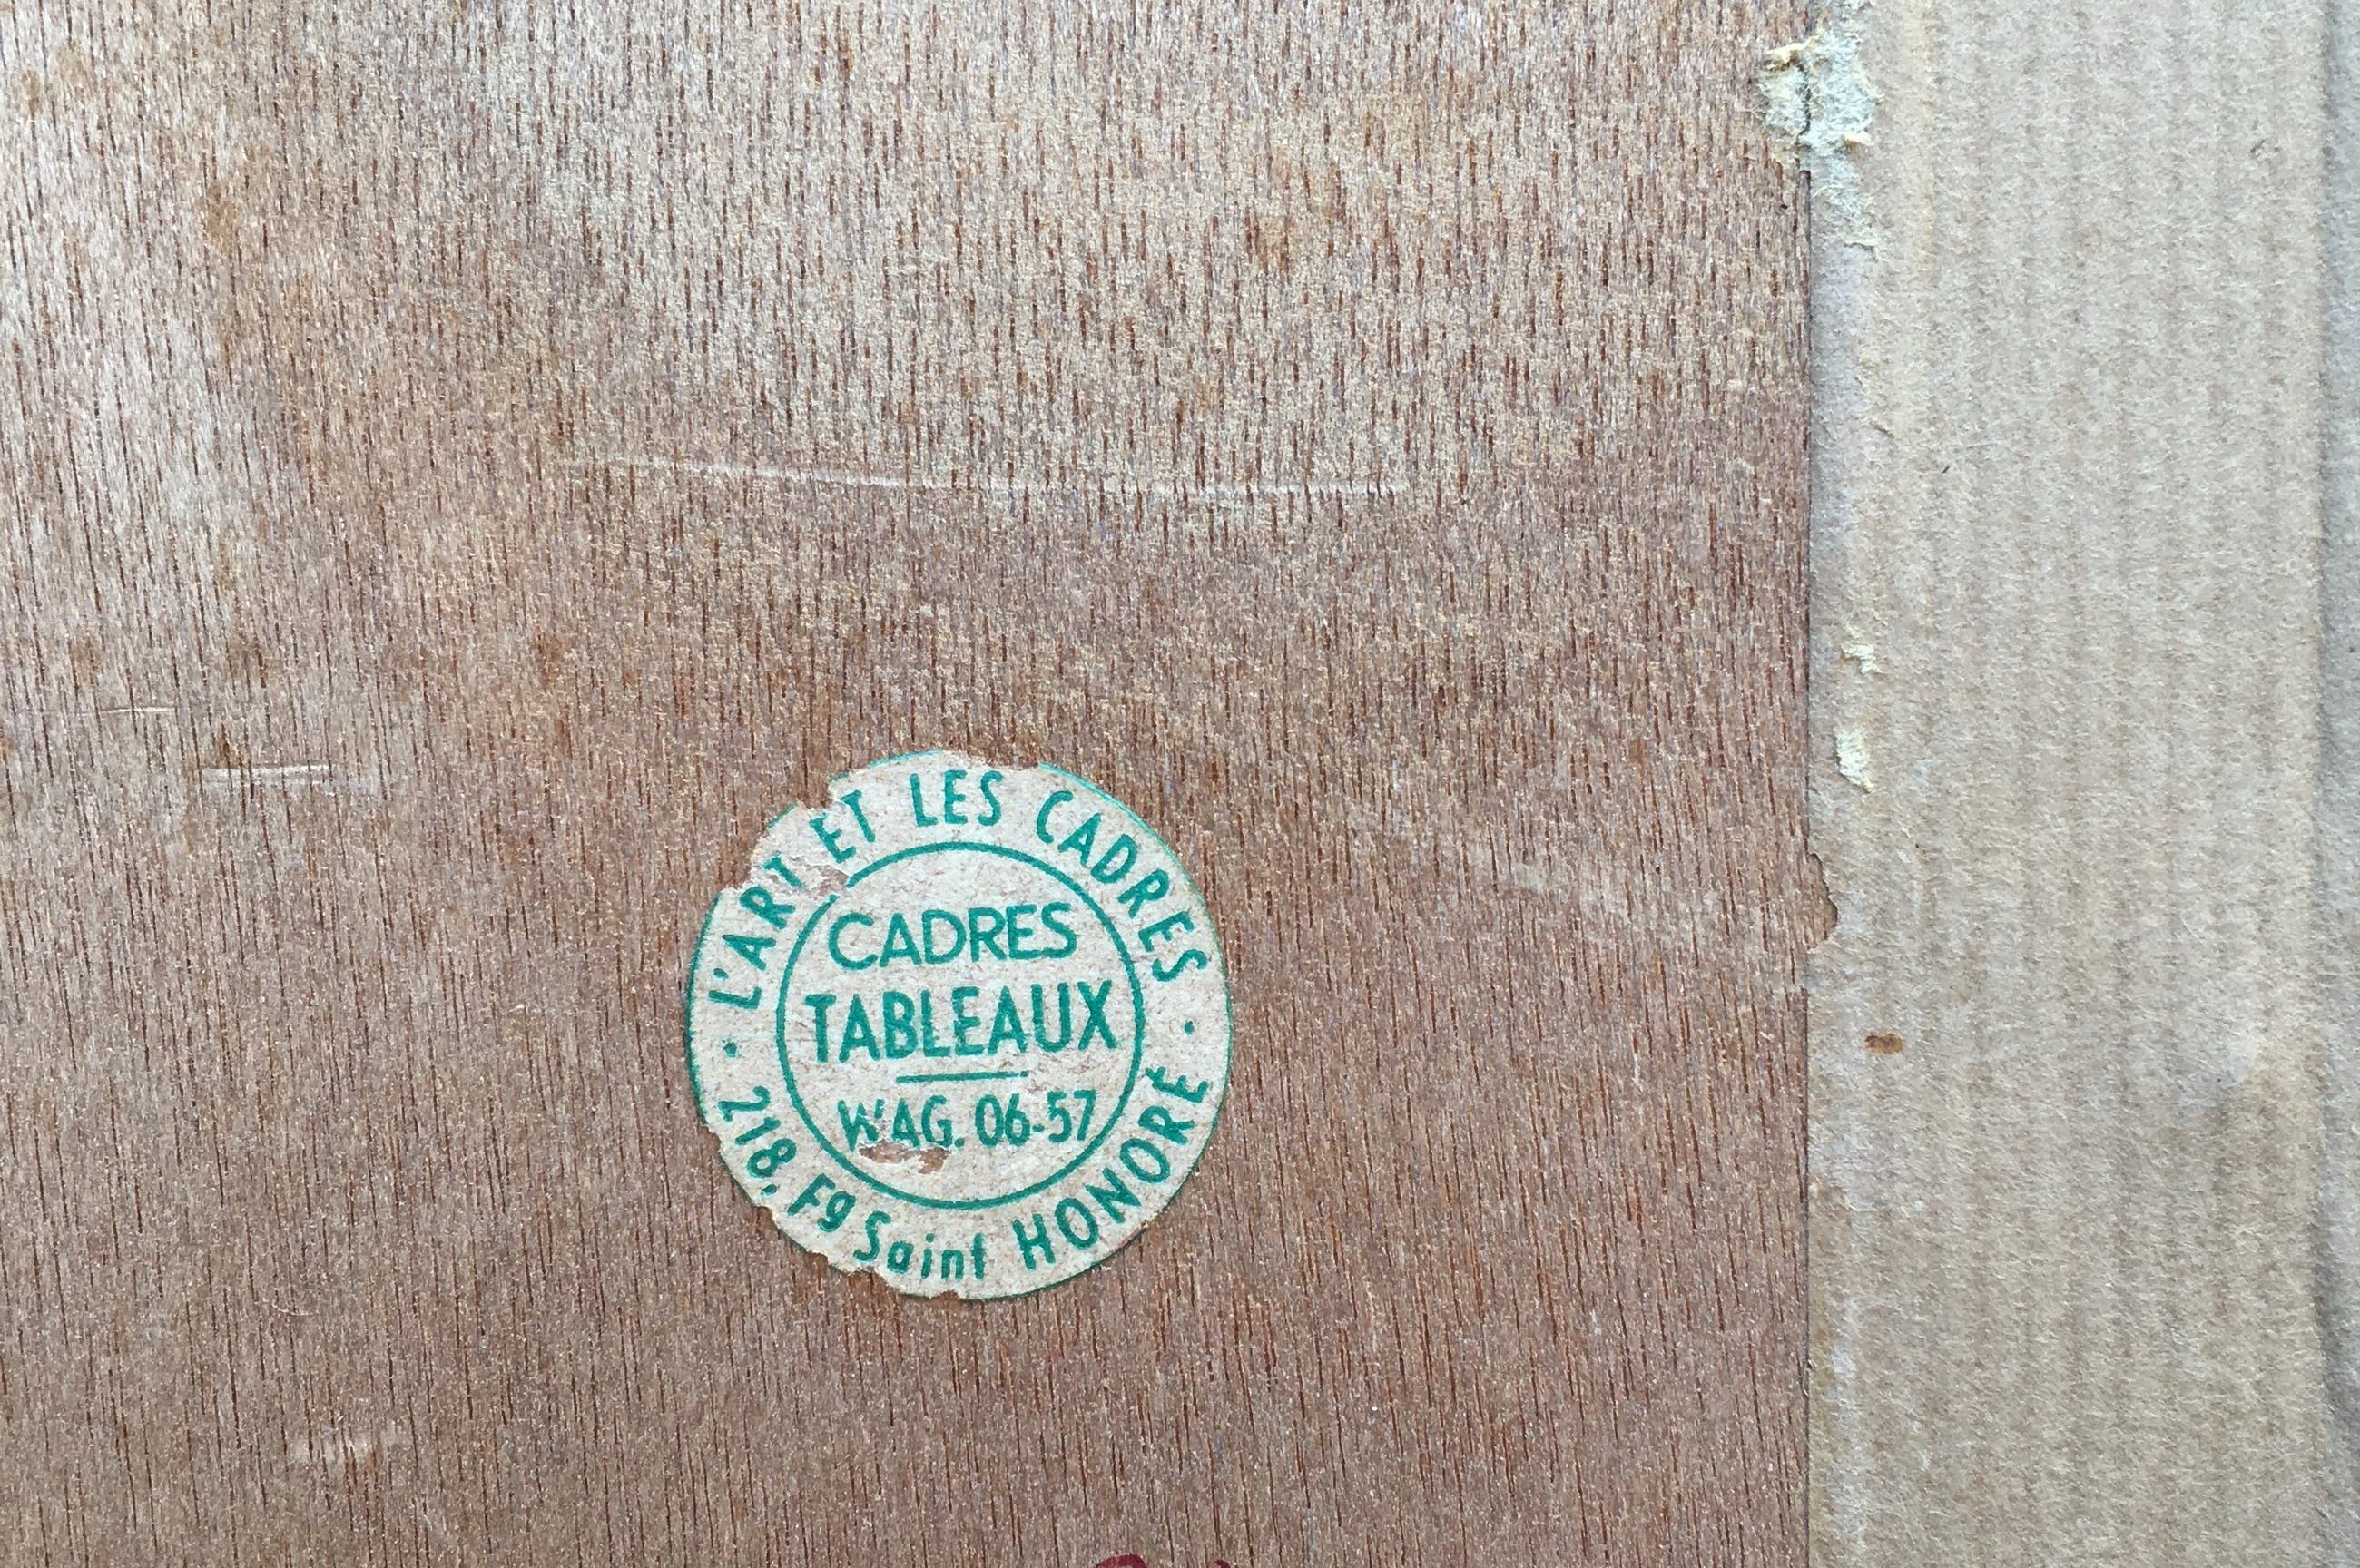 L'ART ET LES CADRES
CADRES
TABLEAUX
WAG. 06-57
218, Fg Saint HONORÉ